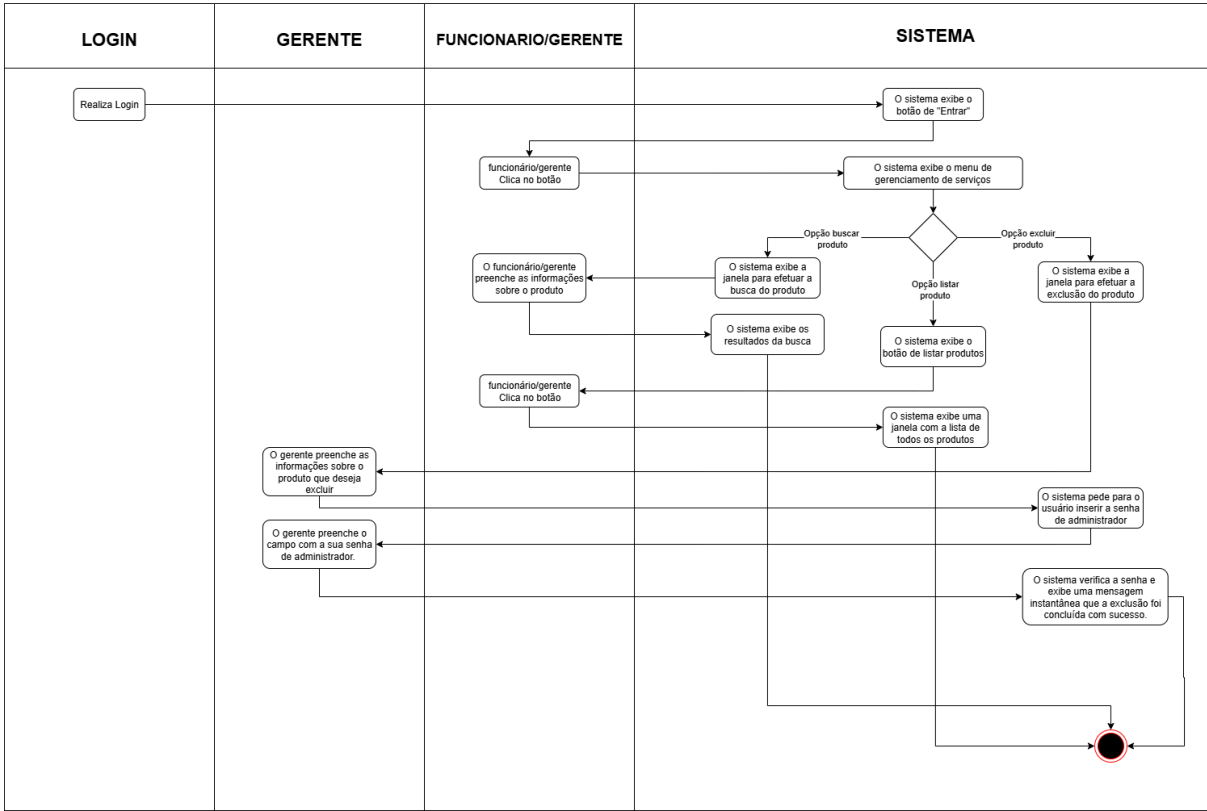 LOGIN
GERENTE
FUNCIONARIO/GERENTE
SISTEMA
Realiza Login
O sistema exibe o
botão de "Entrar"
funcionário/gerente
Clica no botão
O sistema exibe o menu de
gerenciamento de serviços
Opção buscar
produto
Opção excluir
produto
Opção listar
produto
O funcionário/gerente
preenche as informações
sobre o produto
O sistema exibe a
janela para efetuar a
busca do produto
O sistema exibe a
janela para efetuar a
exclusão do produto
O sistema exibe os
resultados da busca
O sistema exibe o
botão de listar produtos
funcionário/gerente
Clica no botão
O sistema exibe uma
janela com a lista de
todos os produtos
O gerente preenche as
informações sobre o
produto que deseja
excluir
O sistema pede para o
usuário inserir a senha
de administrador
O gerente preenche o
campo com a sua senha
de administrador.
O sistema verifica a senha e
exibe uma mensagem
instantânea que a exclusão foi
concluída com sucesso.